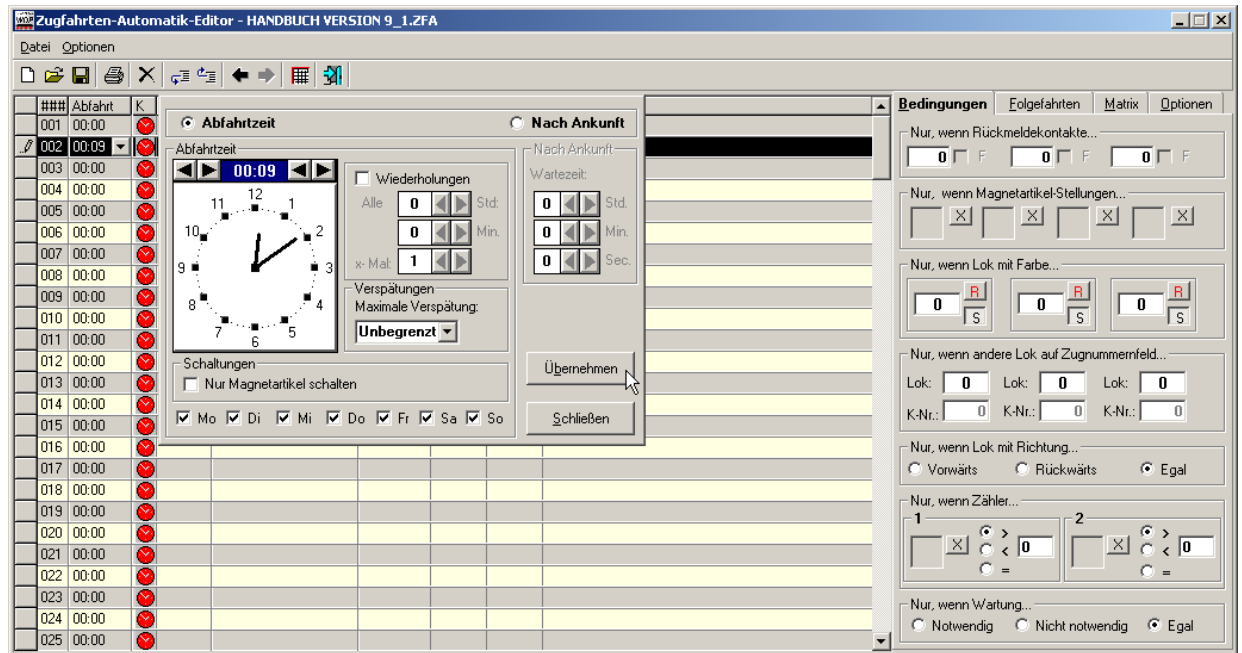 Zugfahrten-Automatik-Editor - HANDBUCH VERSION 9_1.ZFA
Datei Optionen
### Abfahrt K
001 00:00
002 00:09
003 00:00
004 00:00
005 00:00
006 00:00
007 00:00
008 00:00
009 00:00
010 00:00
011 00:00
012 00:00
013 00:00
014 00:00
015 00:00
016 00:00
017 00:00
018 00:00
019 00:00
020 00:00
021 00:00
022 00:00
023 00:00
024 00:00
025 00:00
Abfahrtzeit
Nach Ankunft
Abfahrtzeit
00:09
12
11 1
10 2
9 3
8 4
7 5
6
Wiederholungen
Alle 0 Std:
0 Min.
x- Mal: 1
Verspätungen
Maximale Verspätung:
Unbegrenzt
Nach Ankunft
Wartezeit:
0 Std.
0 Min.
0 Sec.
Schaltungen
Nur Magnetartikel schalten
Mo Di Mi Do Fr Sa So
Übernehmen
Schließen
Bedingungen Folgefahrten Matrix Optionen
Nur, wenn Rückmeldekontakte...
0 F 0 F 0 F
Nur, wenn Magnetartikel-Stellungen...
X X X X
Nur, wenn Lok mit Farbe...
0 R S 0 R S 0 R S
Nur, wenn andere Lok auf Zugnummernfeld...
Lok: 0 Lok: 0 Lok: 0
K-Nr.: 0 K-Nr.: 0 K-Nr.: 0
Nur, wenn Lok mit Richtung...
Vorwärts Rückwärts Egal
Nur, wenn Zähler...
1 2
X > < = 0 X > < = 0
Nur, wenn Wartung...
Notwendig Nicht notwendig Egal